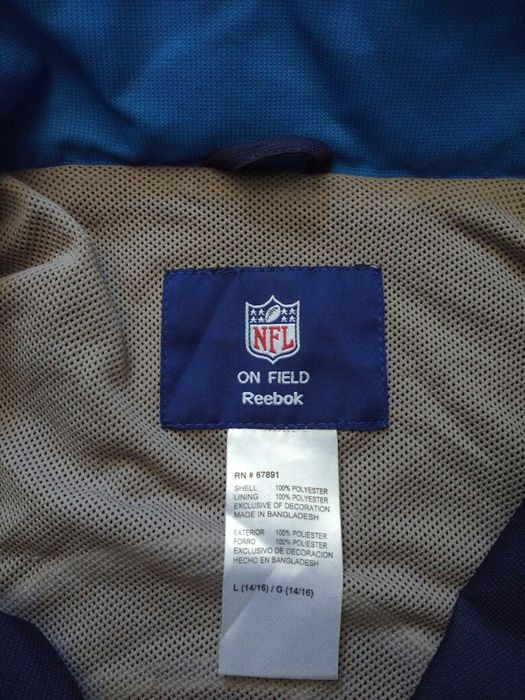 NFL
ON FIELD
Reebok
RN # 67891
SHELL : 100% POLYESTER
LINING : 100% POLYESTER
EXCLUSIVE OF DECORATION
MADE IN BANGLADESH
EXTERIOR : 100% POLIESTER
FORRO : 100% POLIESTER
EXCLUSIVO DE DECORACION
HECHO EN BANGLADESH
L (14/16) / G (14/16)